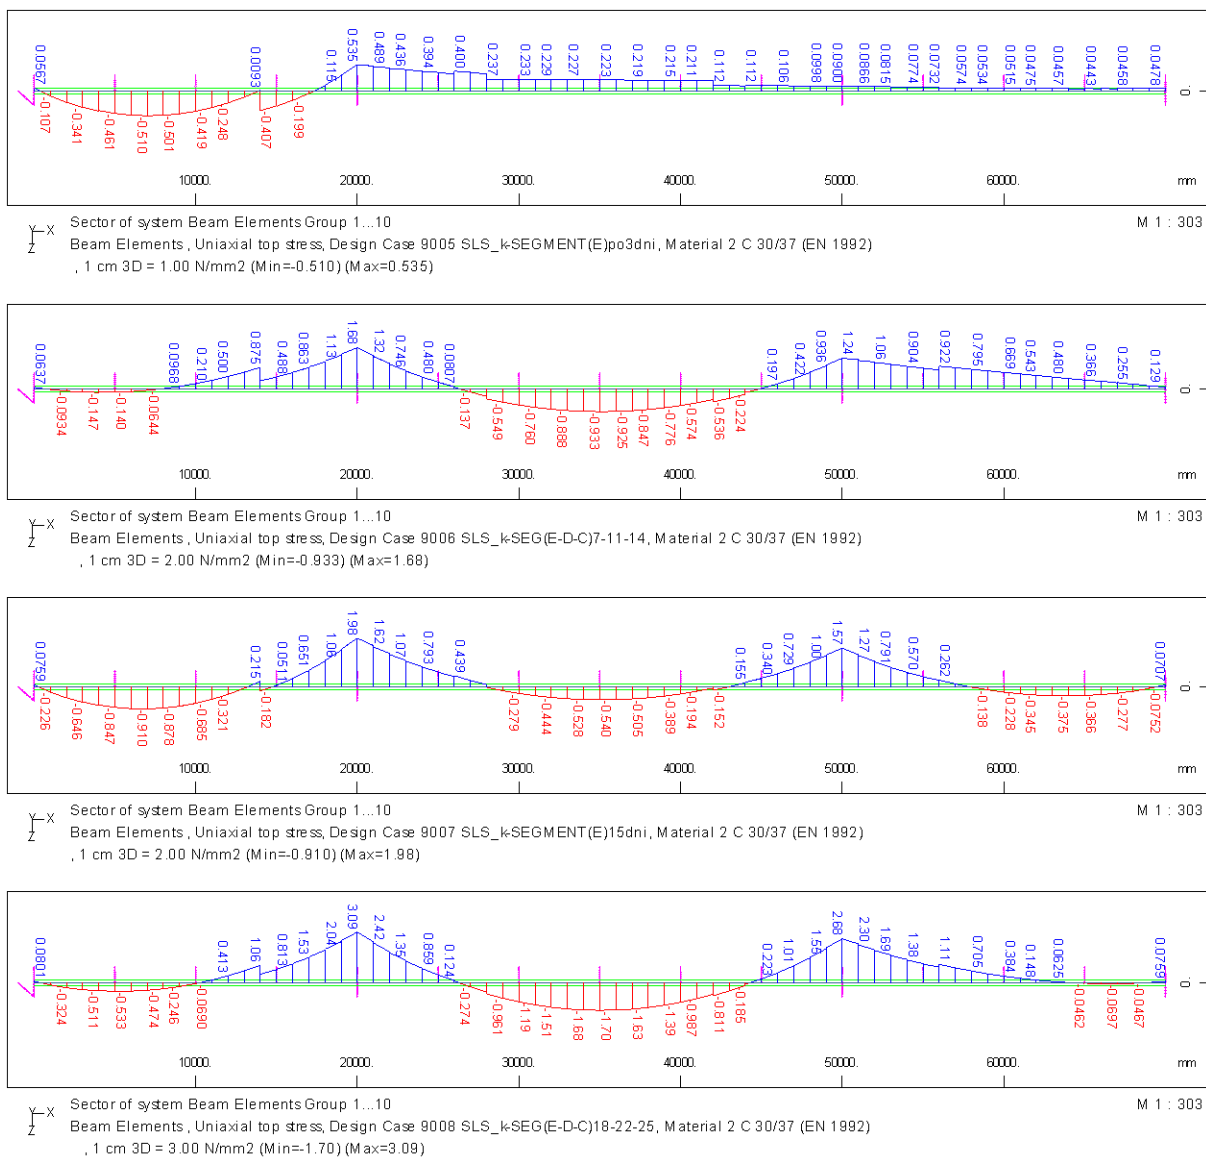 0.0567 0.0093 0.115 0.535 0.489 0.436 0.394 0.400 0.237 0.233 0.229 0.227 0.223 0.219 0.215 0.211 0.112 0.112 0.106 0.0998 0.0900 0.0866 0.0815 0.0774 0.0732 0.0574 0.0534 0.0515 0.0475 0.0457 0.0443 0.0458 0.0478
0.
-0.107 -0.341 -0.461 -0.510 -0.501 -0.419 -0.248 -0.407 -0.199
10000. 20000. 30000. 40000. 50000. 60000. mm
Y X Z
Sector of system Beam Elements Group 1...10 M 1 : 303
Beam Elements , Uniaxial top stress, Design Case 9005 SLS_k-SEGMENT(E)po3dni , Material 2 C 30/37 (EN 1992)
, 1 cm 3D = 1.00 N/mm2 (Min=-0.510) (Max=0.535)
0.0637 0.0968 0.210 0.500 0.875 0.488 0.863 1.13 1.68 1.32 0.746 0.480 0.0807 0.197 0.422 0.936 1.24 1.06 0.904 0.922 0.795 0.669 0.543 0.480 0.366 0.255 0.129
0.
-0.0934 -0.147 -0.140 -0.0644 -0.137 -0.549 -0.760 -0.888 -0.933 -0.925 -0.847 -0.776 -0.574 -0.536 -0.224
10000. 20000. 30000. 40000. 50000. 60000. mm
Y X Z
Sector of system Beam Elements Group 1...10 M 1 : 303
Beam Elements , Uniaxial top stress, Design Case 9006 SLS_k-SEG(E-D-C)7-11-14 , Material 2 C 30/37 (EN 1992)
, 1 cm 3D = 2.00 N/mm2 (Min=-0.933) (Max=1.68)
0.0759 0.215 0.0511 0.651 1.06 1.98 1.62 1.07 0.793 0.439 0.155 0.340 0.729 1.00 1.57 1.27 0.791 0.570 0.262 0.0707
0.
-0.226 -0.646 -0.847 -0.910 -0.878 -0.685 -0.321 -0.182 -0.279 -0.444 -0.528 -0.540 -0.505 -0.389 -0.194 -0.152 -0.138 -0.228 -0.345 -0.375 -0.366 -0.277 -0.0752
10000. 20000. 30000. 40000. 50000. 60000. mm
Y X Z
Sector of system Beam Elements Group 1...10 M 1 : 303
Beam Elements , Uniaxial top stress, Design Case 9007 SLS_k-SEGMENT(E)15dni , Material 2 C 30/37 (EN 1992)
, 1 cm 3D = 2.00 N/mm2 (Min=-0.910) (Max=1.98)
0.0801 0.413 1.06 0.813 1.53 2.04 3.09 2.42 1.35 0.859 0.124 0.223 1.01 1.55 2.68 2.30 1.69 1.38 1.11 0.705 0.384 0.148 0.0625 0.0759
0.
-0.324 -0.511 -0.533 -0.474 -0.246 -0.0690 -0.274 -0.961 -1.19 -1.51 -1.68 -1.70 -1.63 -1.39 -0.987 -0.811 -0.185 -0.0462 -0.0697 -0.0467
10000. 20000. 30000. 40000. 50000. 60000. mm
Y X Z
Sector of system Beam Elements Group 1...10 M 1 : 303
Beam Elements , Uniaxial top stress, Design Case 9008 SLS_k-SEG(E-D-C)18-22-25 , Material 2 C 30/37 (EN 1992)
, 1 cm 3D = 3.00 N/mm2 (Min=-1.70) (Max=3.09)